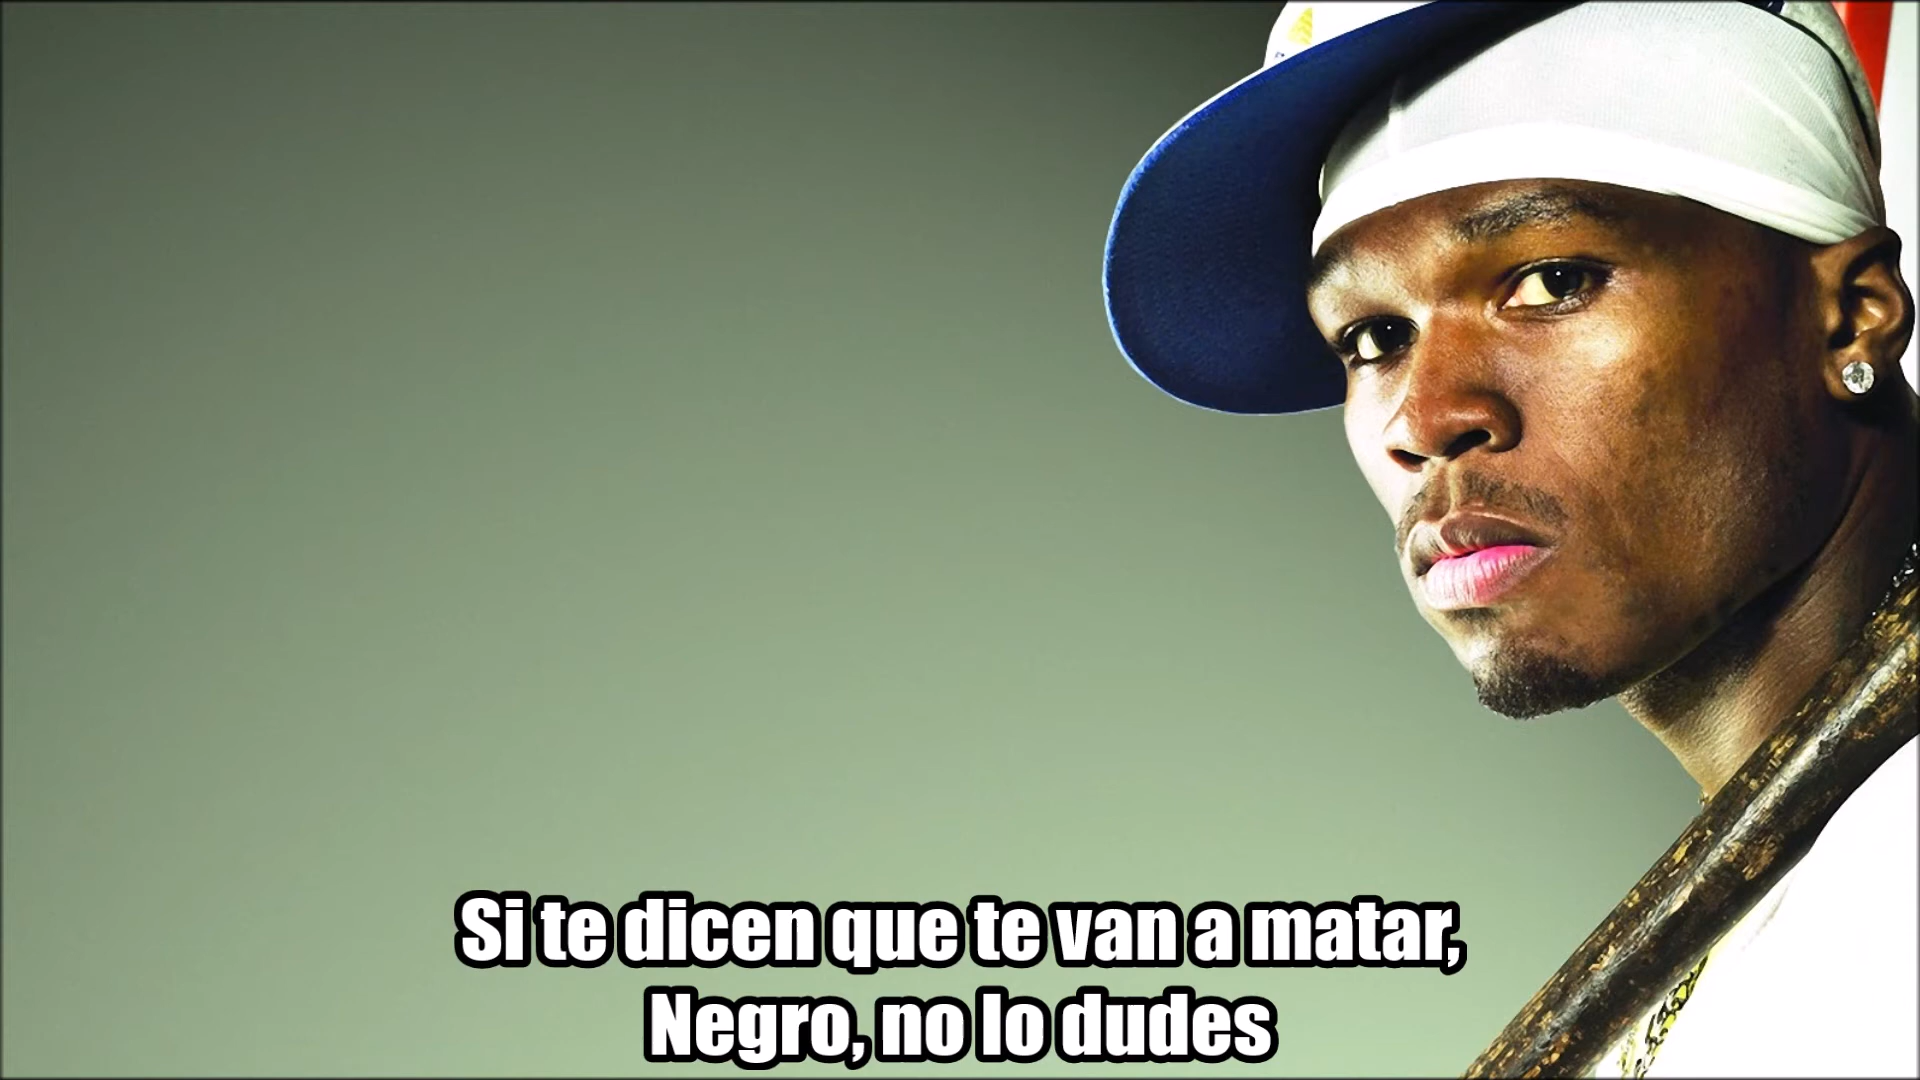 Si te dicen que te van a matar,
Negro, no lo dudes